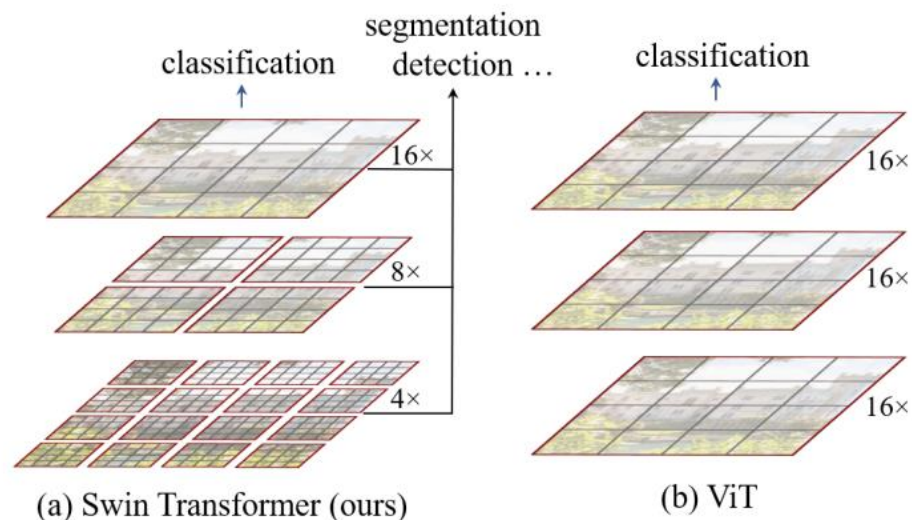 segmentation
classification
detection ...
16×
8×
4×
(a) Swin Transformer (ours)
classification
16×
16×
16×
(b) ViT